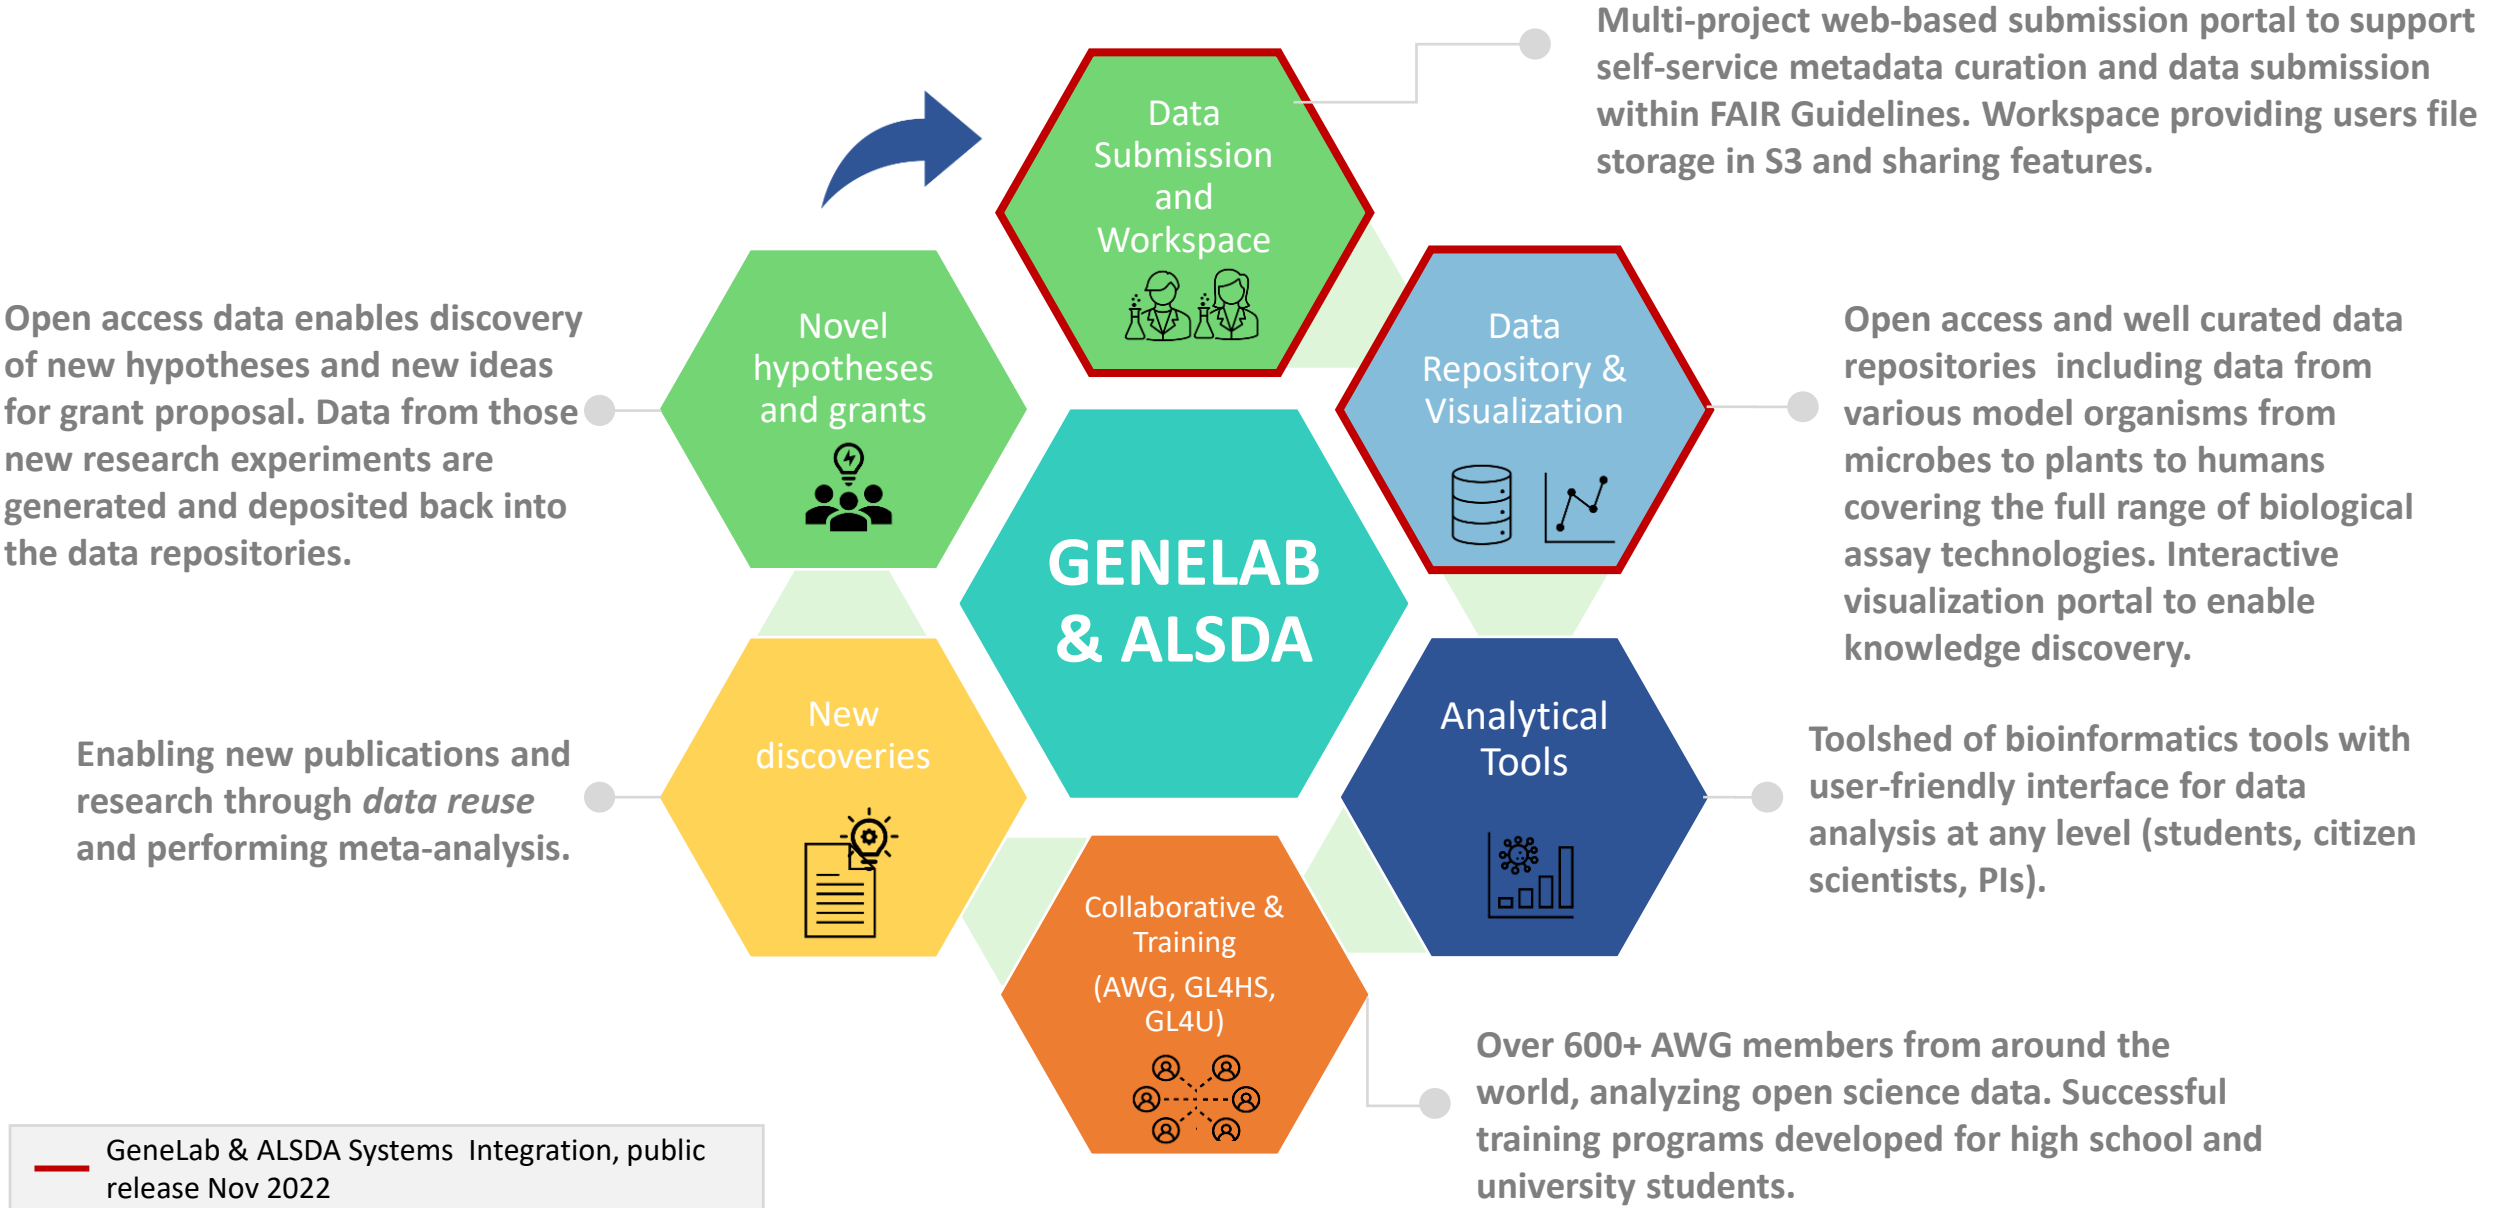 Multi-project web-based submission portal to support
self-service metadata curation and data submission
within FAIR Guidelines. Workspace providing users file
storage in S3 and sharing features.
Data
Submission
and
Workspace
Open access data enables discovery
of new hypotheses and new ideas
for grant proposal. Data from those
new research experiments are
generated and deposited back into
the data repositories.
Novel
hypotheses
and grants
Data
Repository &
Visualization
Open access and well curated data
repositories including data from
various model organisms from
microbes to plants to humans
covering the full range of biological
assay technologies. Interactive
visualization portal to enable
knowledge discovery.
GENELAB
& ALSDA
Enabling new publications and
research through data reuse
and performing meta-analysis.
New
discoveries
Analytical
Tools
Toolshed of bioinformatics tools with
user-friendly interface for data
analysis at any level (students, citizen
scientists, PIs).
Collaborative &
Training
(AWG, GL4HS,
GL4U)
Over 600+ AWG members from around the
world, analyzing open science data. Successful
training programs developed for high school and
university students.
GeneLab & ALSDA Systems Integration, public
release Nov 2022